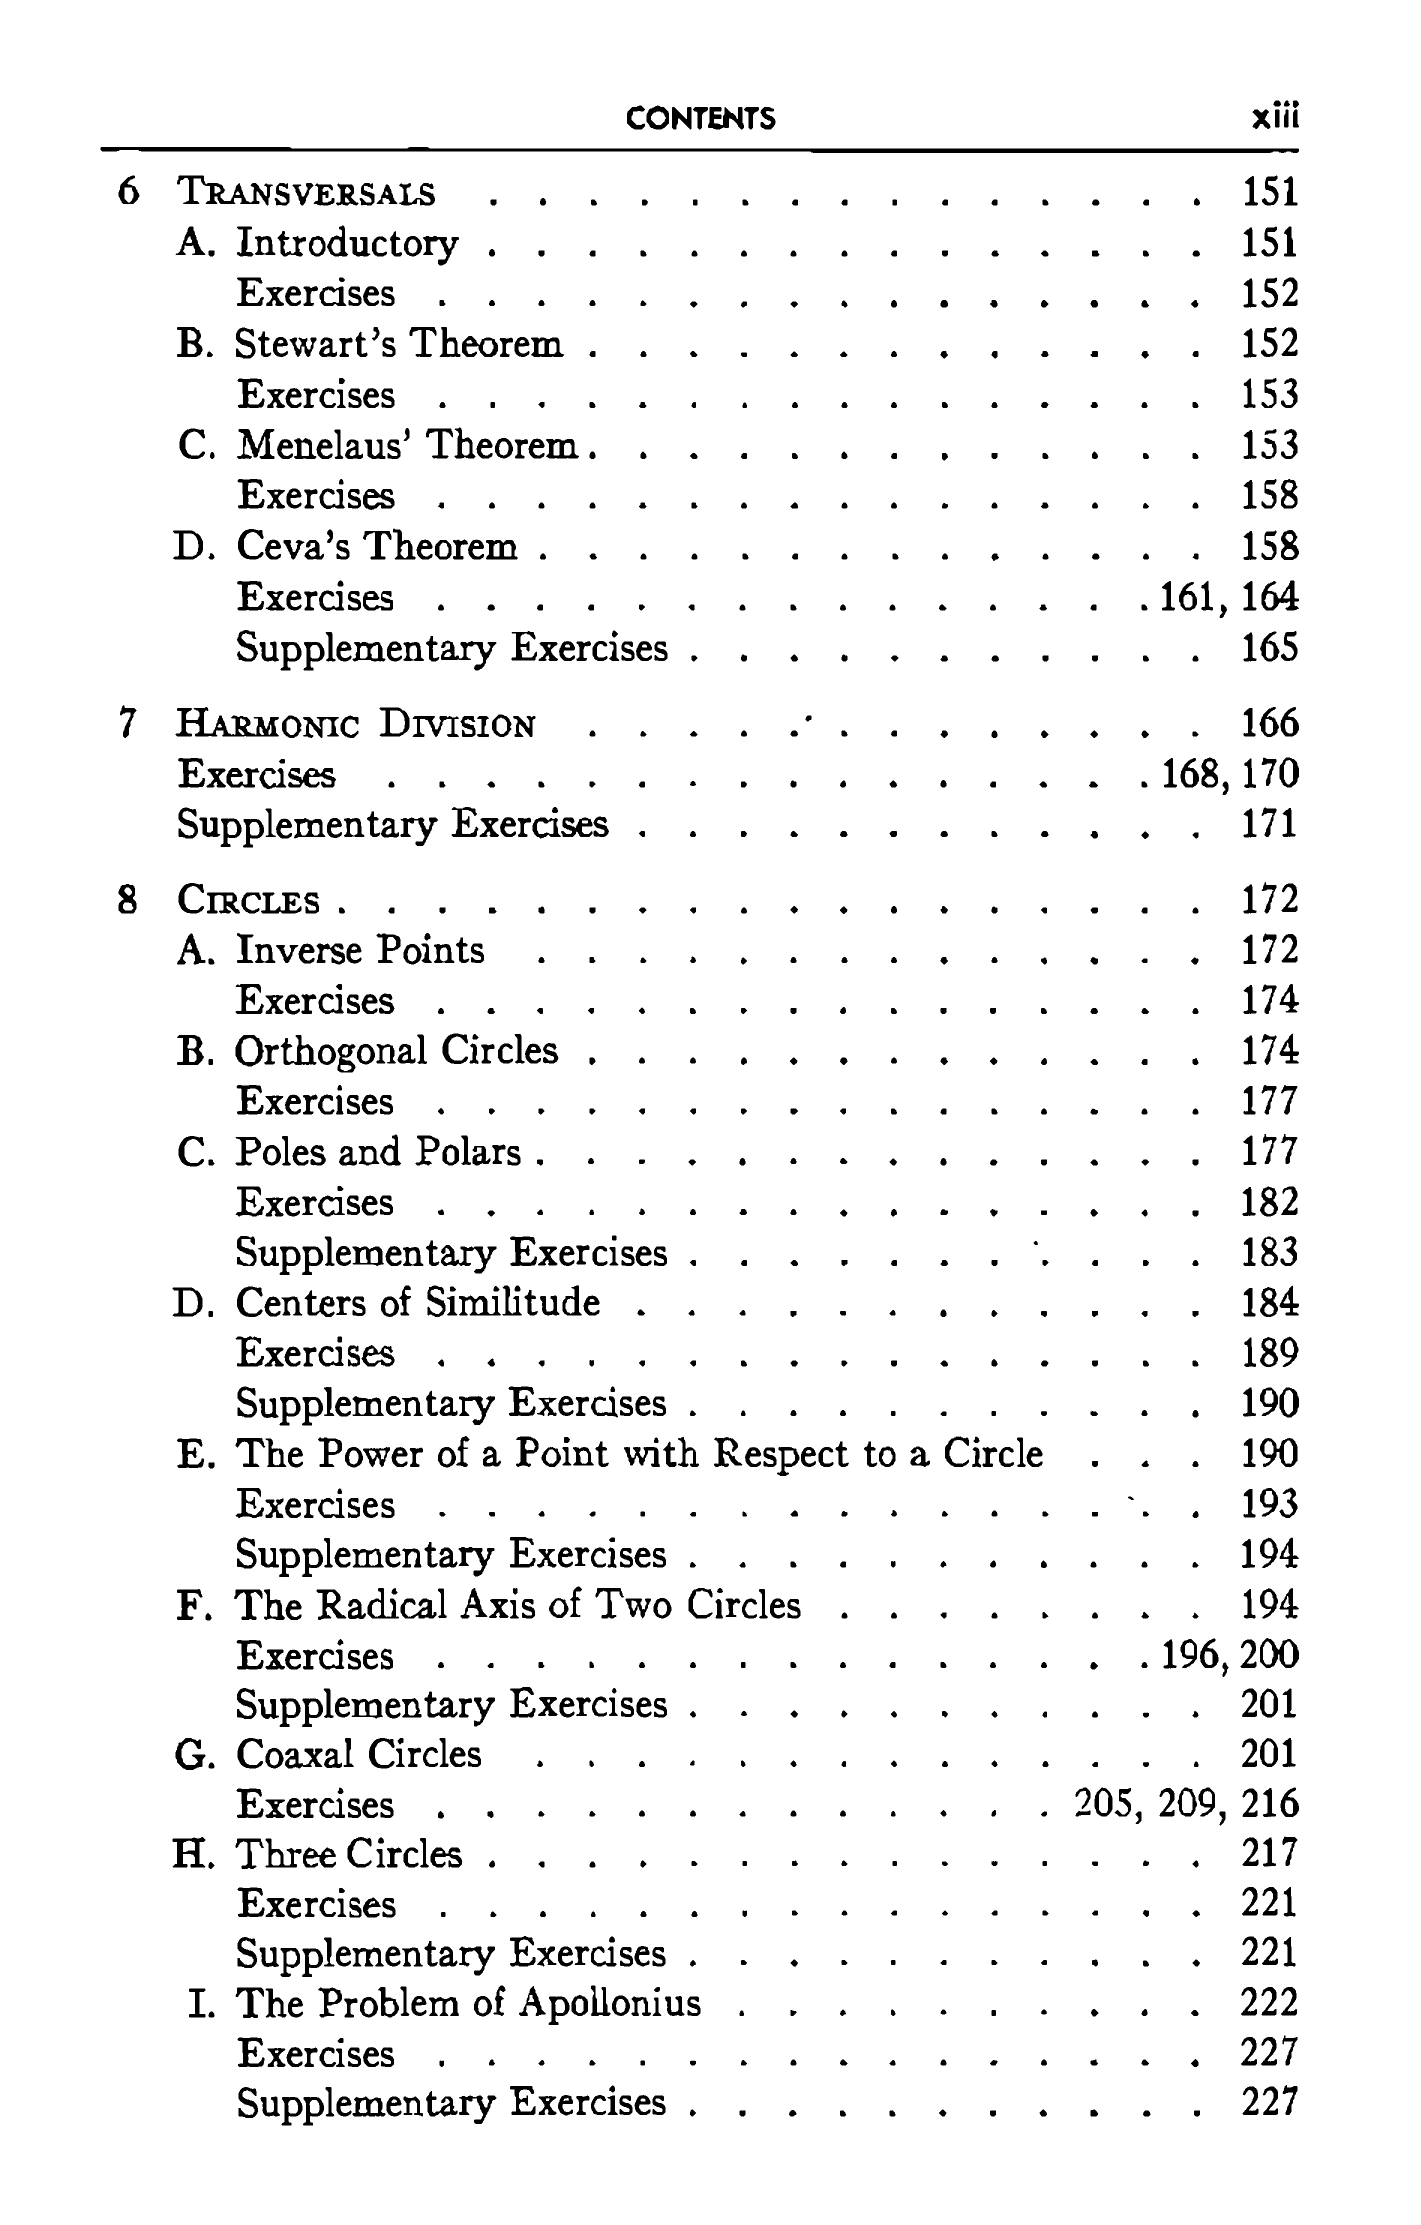 CONTENTS xiii
6 TRANSVERSALS . . . . . . . . . . . . . . . 151
A. Introductory . . . . . . . . . . . . . . . 151
Exercises . . . . . . . . . . . . . . . . 152
B. Stewart's Theorem . . . . . . . . . . . . . 152
Exercises . . . . . . . . . . . . . . . . 153
C. Menelaus' Theorem . . . . . . . . . . . . . 153
Exercises . . . . . . . . . . . . . . . . 158
D. Ceva's Theorem . . . . . . . . . . . . . . 158
Exercises . . . . . . . . . . . . . . . 161, 164
Supplementary Exercises . . . . . . . . . . . 165
7 HARMONIC DIVISION . . . . . . . . . . . . . 166
Exercises . . . . . . . . . . . . . . . . 168, 170
Supplementary Exercises . . . . . . . . . . . . 171
8 CIRCLES . . . . . . . . . . . . . . . . . . 172
A. Inverse Points . . . . . . . . . . . . . . 172
Exercises . . . . . . . . . . . . . . . . 174
B. Orthogonal Circles . . . . . . . . . . . . . 174
Exercises . . . . . . . . . . . . . . . . 177
C. Poles and Polars . . . . . . . . . . . . . . 177
Exercises . . . . . . . . . . . . . . . . 182
Supplementary Exercises . . . . . . . . . . . 183
D. Centers of Similitude . . . . . . . . . . . . 184
Exercises . . . . . . . . . . . . . . . . 189
Supplementary Exercises . . . . . . . . . . . 190
E. The Power of a Point with Respect to a Circle . . . 190
Exercises . . . . . . . . . . . . . . . . 193
Supplementary Exercises . . . . . . . . . . . 194
F. The Radical Axis of Two Circles . . . . . . . . 194
Exercises . . . . . . . . . . . . . . . 196, 200
Supplementary Exercises . . . . . . . . . . . 201
G. Coaxal Circles . . . . . . . . . . . . . . 201
Exercises . . . . . . . . . . . . . 205, 209, 216
H. Three Circles . . . . . . . . . . . . . . . 217
Exercises . . . . . . . . . . . . . . . . 221
Supplementary Exercises . . . . . . . . . . . 221
I. The Problem of Apollonius . . . . . . . . . . 222
Exercises . . . . . . . . . . . . . . . . 227
Supplementary Exercises . . . . . . . . . . . 227